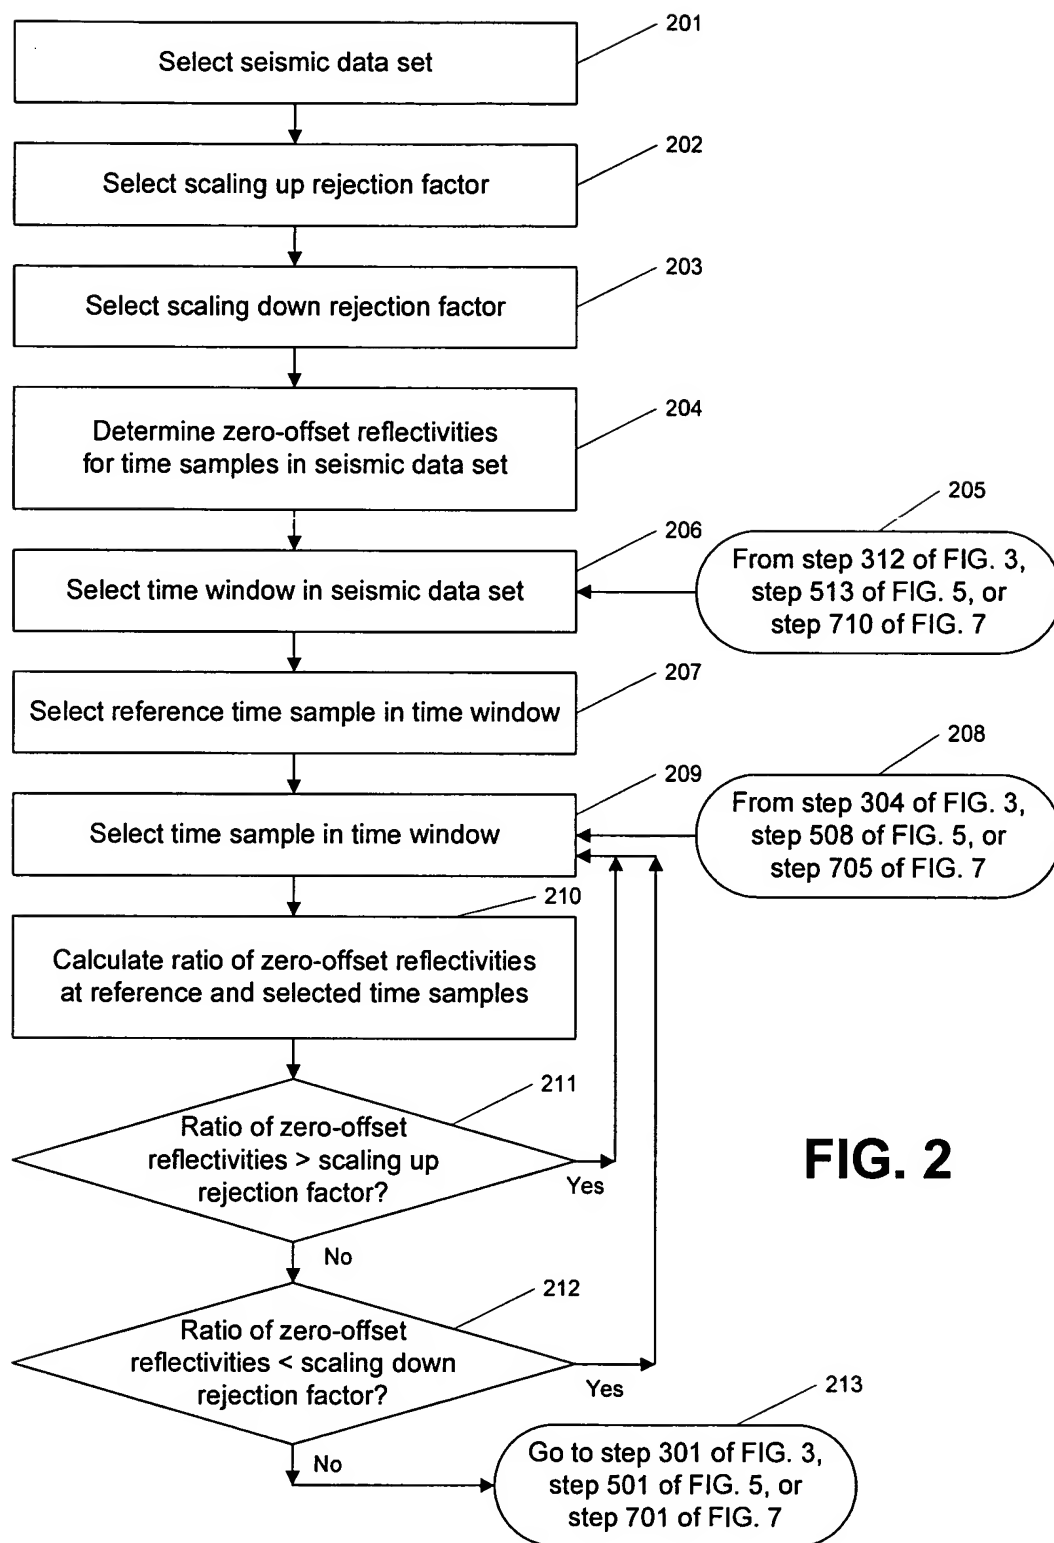 201
Select seismic data set
202
Select scaling up rejection factor
203
Select scaling down rejection factor
204
Determine zero-offset reflectivities
for time samples in seismic data set
205
206
From step 312 of FIG. 3,
step 513 of FIG. 5, or
step 710 of FIG. 7
Select time window in seismic data set
207
Select reference time sample in time window
208
209
From step 304 of FIG. 3,
step 508 of FIG. 5, or
step 705 of FIG. 7
Select time sample in time window
210
Calculate ratio of zero-offset reflectivities
at reference and selected time samples
211
Ratio of zero-offset
reflectivities > scaling up
rejection factor?
Yes
FIG. 2
No
212
Ratio of zero-offset
reflectivities < scaling down
rejection factor?
Yes
213
No
Go to step 301 of FIG. 3,
step 501 of FIG. 5, or
step 701 of FIG. 7